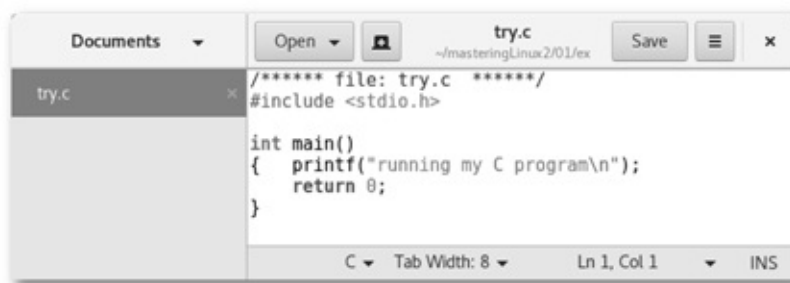 Documents
Open
try.c
~/masteringLinux2/01/ex
Save
try.c
/****** file: try.c  ******/
#include <stdio.h>
int main()
{   printf("running my C program\n");
    return 0;
}
C Tab Width: 8 Ln 1, Col 1 INS